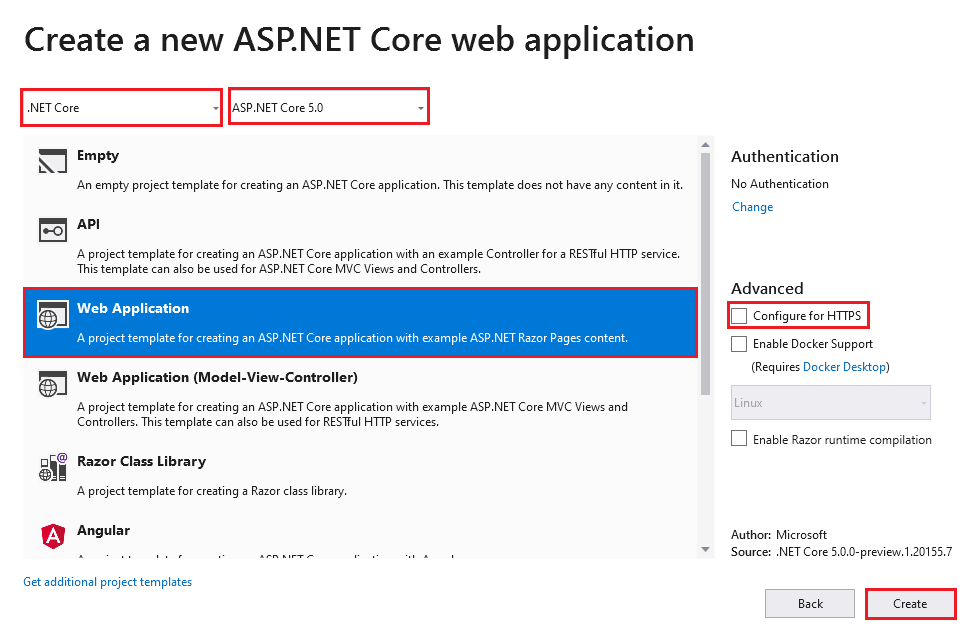 Create a new ASP.NET Core web application
.NET Core
ASP.NET Core 5.0
Empty
An empty project template for creating an ASP.NET Core application. This template does not have any content in it.
API
A project template for creating an ASP.NET Core application with an example Controller for a RESTful HTTP service.
This template can also be used for ASP.NET Core MVC Views and Controllers.
Web Application
A project template for creating an ASP.NET Core application with example ASP.NET Razor Pages content.
Web Application (Model-View-Controller)
A project template for creating an ASP.NET Core application with example ASP.NET Core MVC Views and
Controllers. This template can also be used for RESTful HTTP services.
Razor Class Library
A project template for creating a Razor class library.
Angular
Get additional project templates
Authentication
No Authentication
Change
Advanced
Configure for HTTPS
Enable Docker Support
(Requires Docker Desktop)
Linux
Enable Razor runtime compilation
Author: Microsoft
Source: .NET Core 5.0.0-preview.1.20155.7
Back
Create